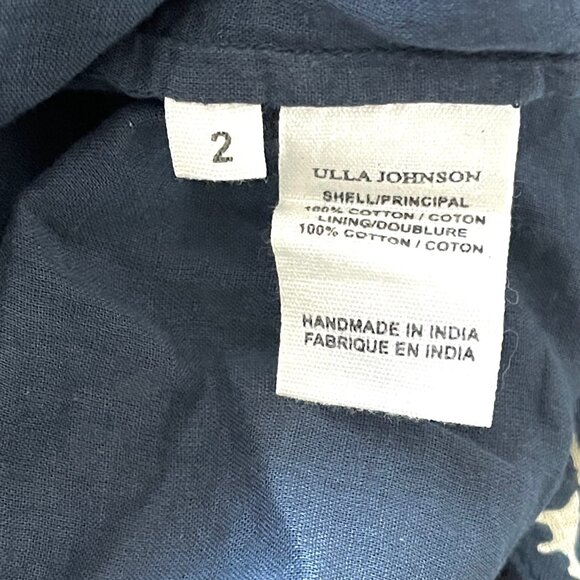 2
ULLA JOHNSON
SHELL/PRINCIPAL
100% COTTON / COTON
LINING/DOUBLURE
100% COTTON / COTON
HANDMADE IN INDIA
FABRIQUE EN INDIA